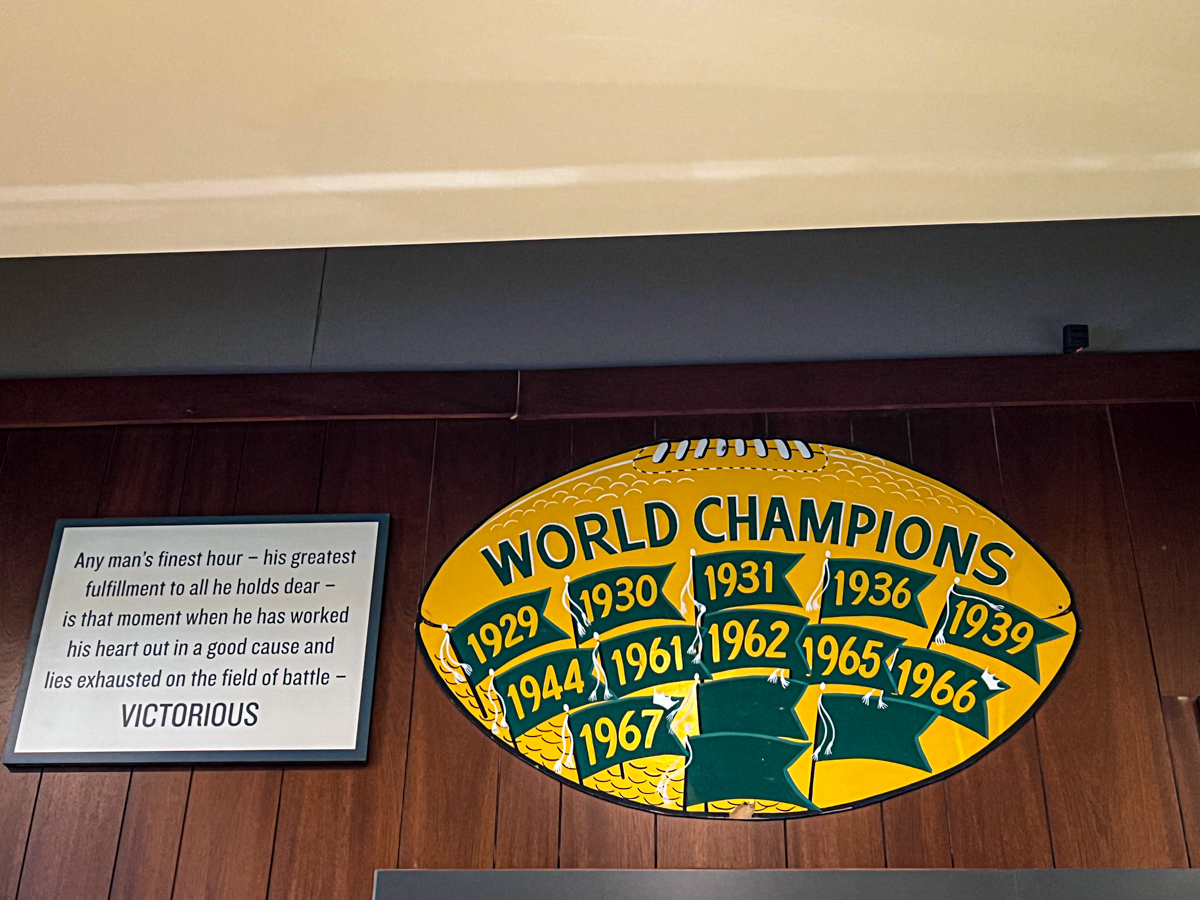 Any man's finest hour – his greatest
fulfillment to all he holds dear –
is that moment when he has worked
his heart out in a good cause and
lies exhausted on the field of battle –
VICTORIOUS
WORLD CHAMPIONS
1929 1930 1931 1936 1939
1944 1961 1962 1965 1966
1967